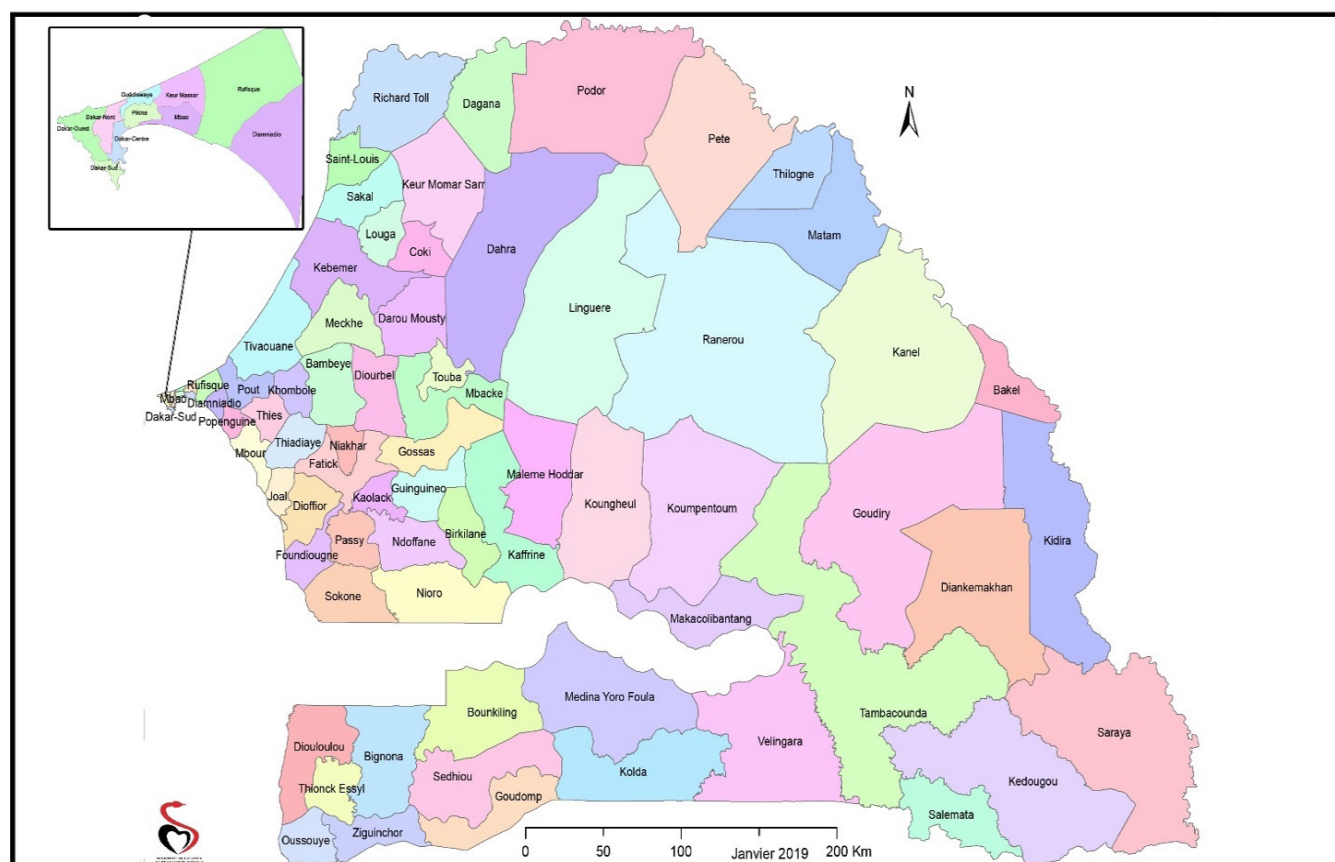 Guédiawaye
Keur Massar
Rufisque
Dakar-Nord
Pikine
Mbao
Dakar-Ouest
Dakar-Centre
Diamniadio
Dakar-Sud
N
Richard Toll
Dagana
Podor
Pete
Thilogne
Saint-Louis
Keur Momar Sarr
Sakal
Louga
Coki
Dahra
Matam
Kebemer
Linguere
Ranerou
Kanel
Meckhe
Darou Mousty
Tivaouane
Bambeye
Diourbel
Touba
Mbacke
Bakel
Rufisque
Pout
Khombole
Mbao
Diamniadio
Dakar-Sud
Popenguine
Thies
Thiadiaye
Niakhar
Gossas
Mbour
Fatick
Maleme Hoddar
Joal
Dioffior
Kaolack
Guinguineo
Koungheul
Koumpentoum
Goudiry
Kidira
Passy
Ndoffane
Birkilane
Kaffrine
Foundiougne
Diankemakhan
Sokone
Nioro
Makacolibantang
Bounkiling
Medina Yoro Foula
Tambacounda
Saraya
Diouloulou
Bignona
Velingara
Sedhiou
Kolda
Kedougou
Thionck Essyl
Goudomp
Salemata
Oussouye
Ziguinchor
0 50 100 Janvier 2019 200 Km